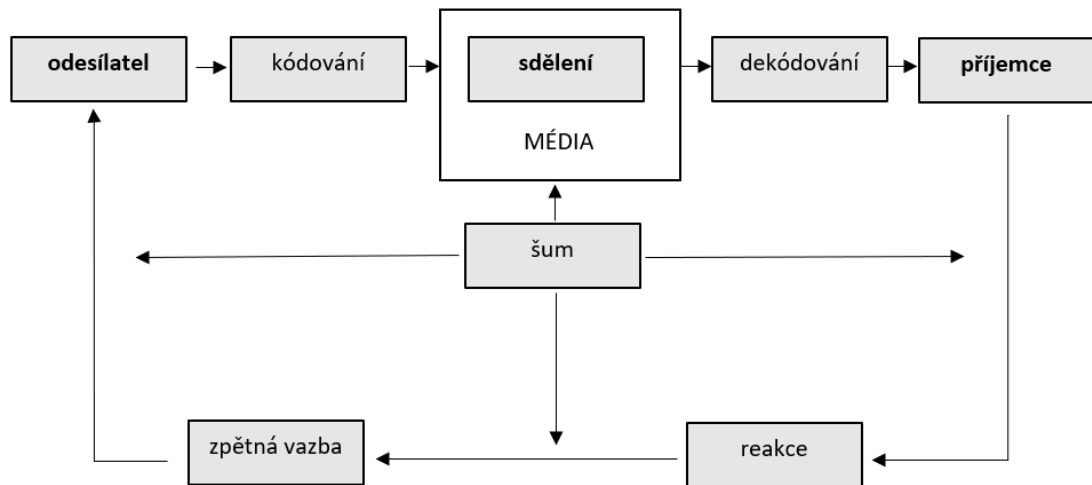 odesílatel
kódování
sdělení
dekódování
příjemce
MÉDIA
šum
zpětná vazba
reakce